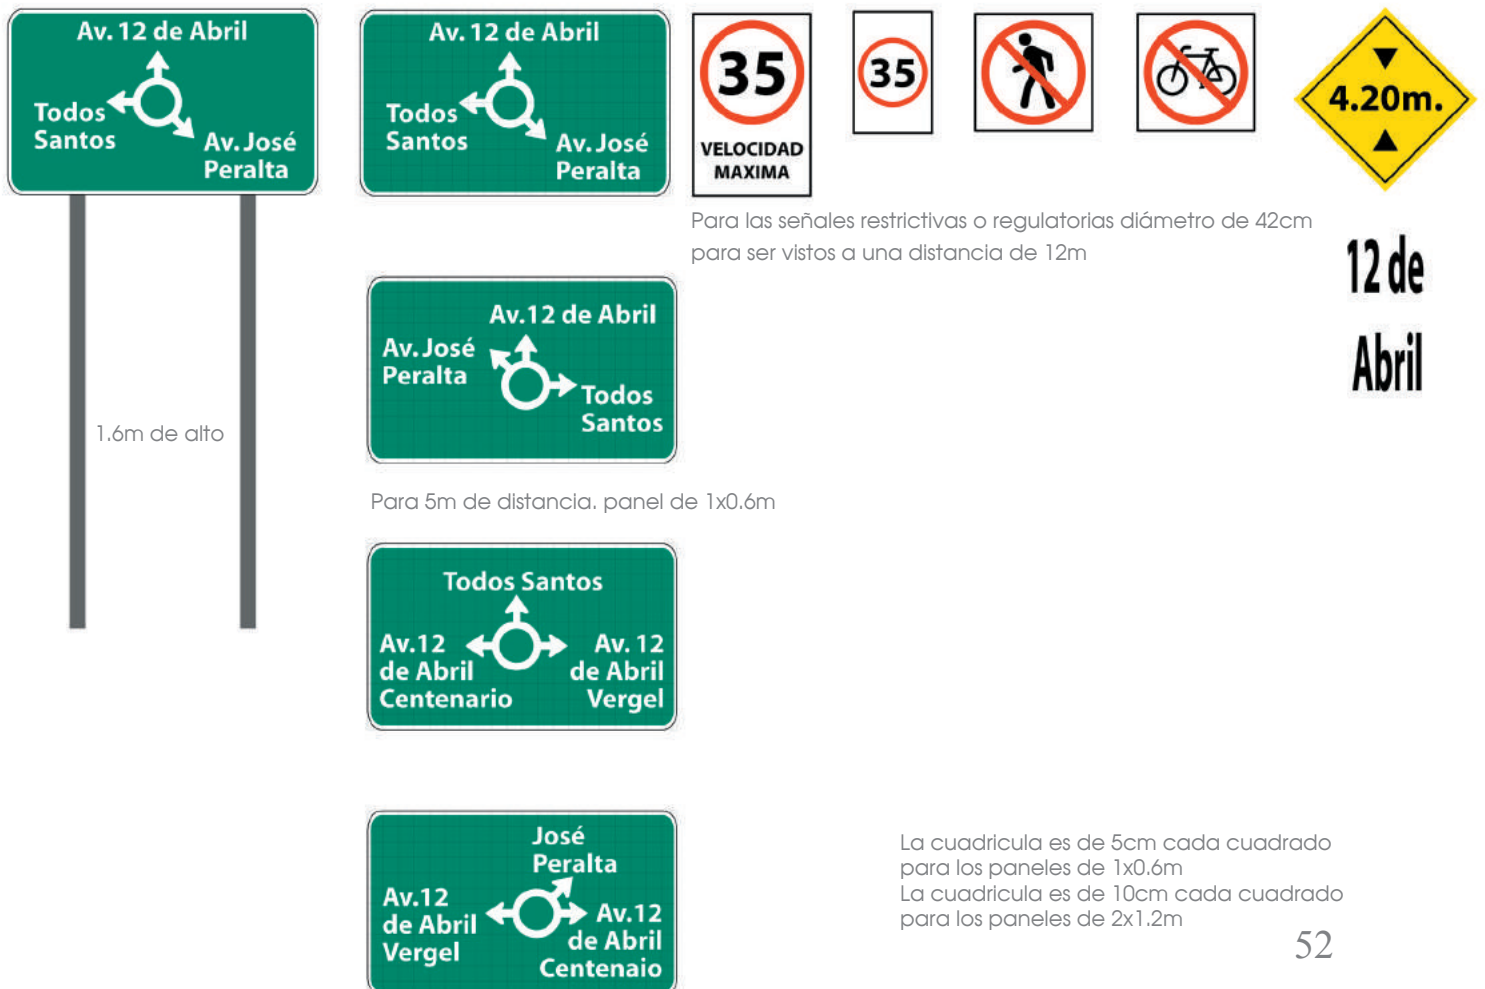 Av. 12 de Abril
Todos
Santos
Av. José
Peralta
1.6m de alto
Av. 12 de Abril
Todos
Santos
Av. José
Peralta
35
VELOCIDAD
MAXIMA
35
4.20m.
Para las señales restrictivas o regulatorias diámetro de 42cm
para ser vistos a una distancia de 12m
12 de
Abril
Av.12 de Abril
Av. José
Peralta
Todos
Santos
Para 5m de distancia. panel de 1x0.6m
Todos Santos
Av.12
de Abril
Centenario
Av. 12
de Abril
Vergel
José
Peralta
Av.12
de Abril
Vergel
Av.12
de Abril
Centenaio
La cuadricula es de 5cm cada cuadrado
para los paneles de 1x0.6m
La cuadricula es de 10cm cada cuadrado
para los paneles de 2x1.2m
52